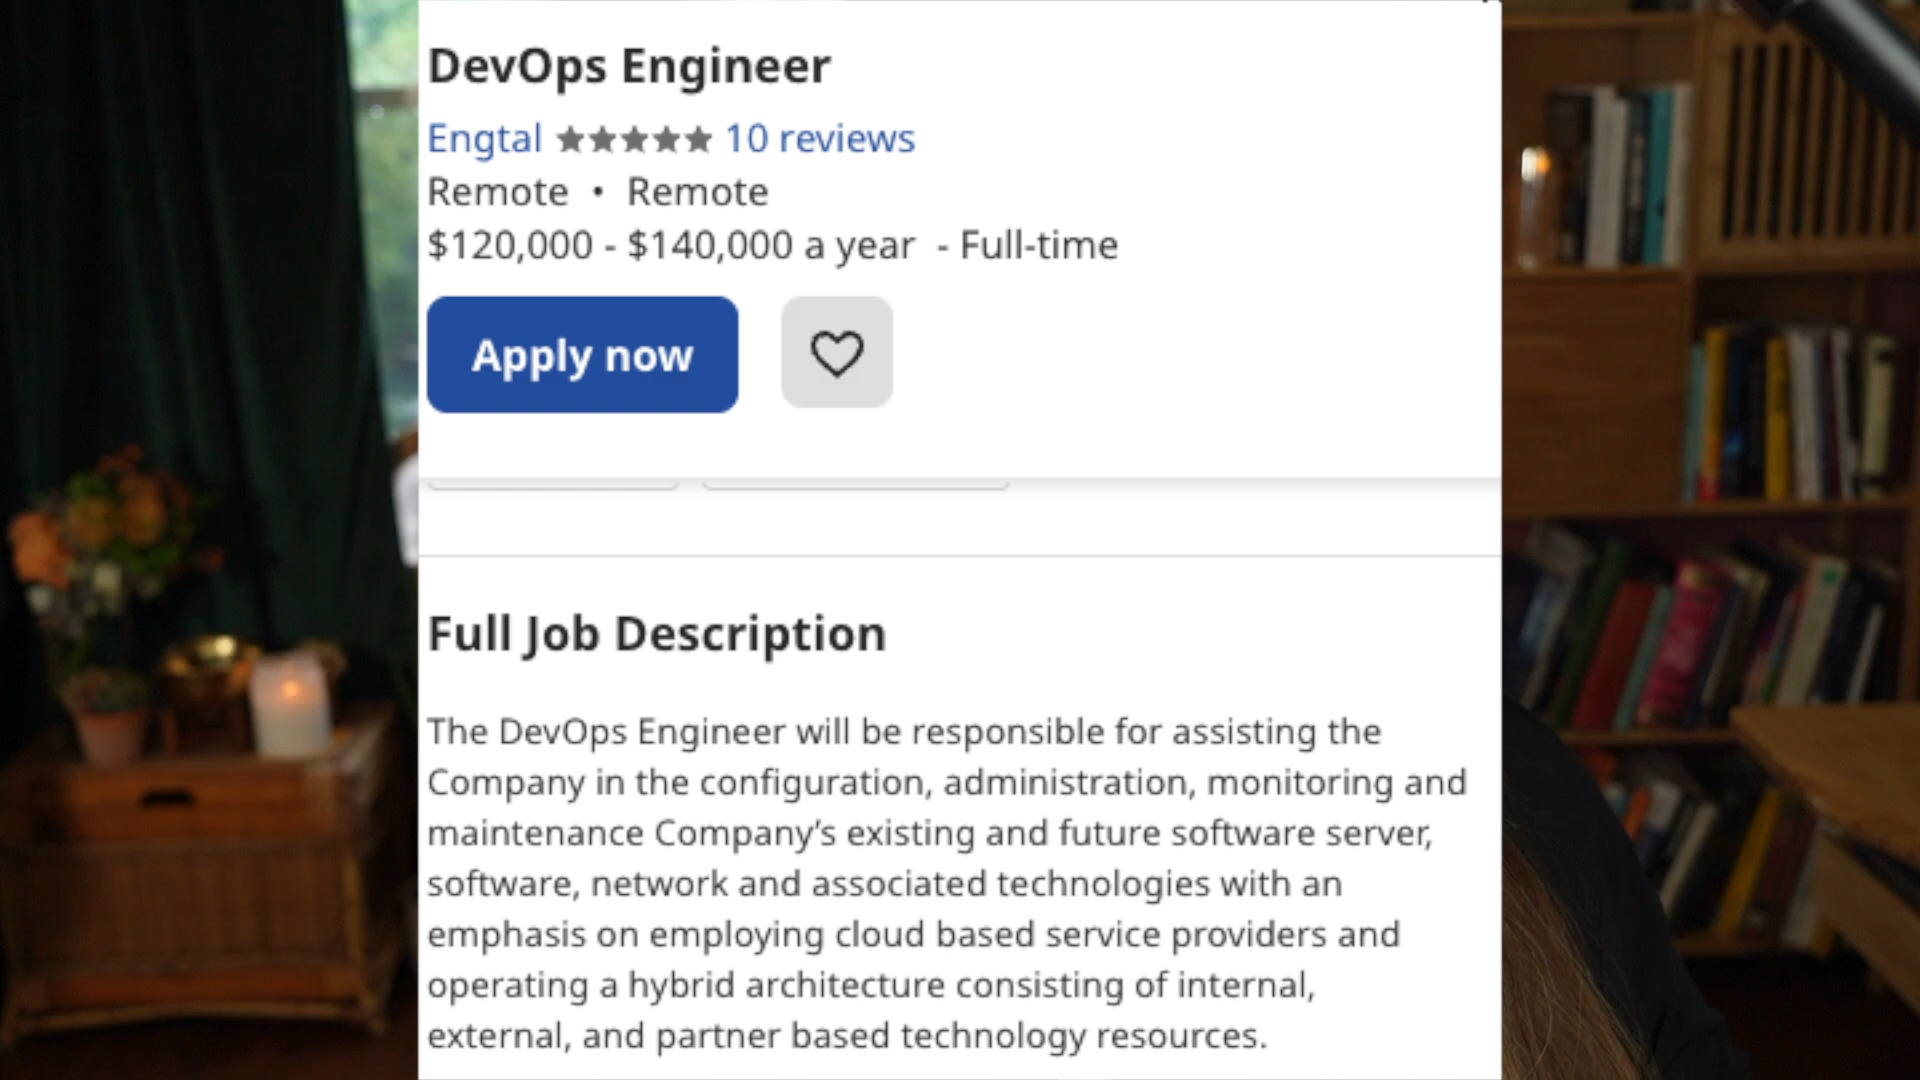 DevOps Engineer
Engtal ★★★★★ 10 reviews
Remote • Remote
$120,000 - $140,000 a year - Full-time
Apply now
Full Job Description
The DevOps Engineer will be responsible for assisting the
Company in the configuration, administration, monitoring and
maintenance Company’s existing and future software server,
software, network and associated technologies with an
emphasis on employing cloud based service providers and
operating a hybrid architecture consisting of internal,
external, and partner based technology resources.